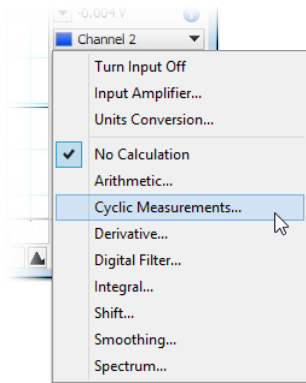 -0.004 V
Channel 2
Turn Input Off
Input Amplifier...
Units Conversion...
No Calculation
Arithmetic...
Cyclic Measurements...
Derivative...
Digital Filter...
Integral...
Shift...
Smoothing...
Spectrum...